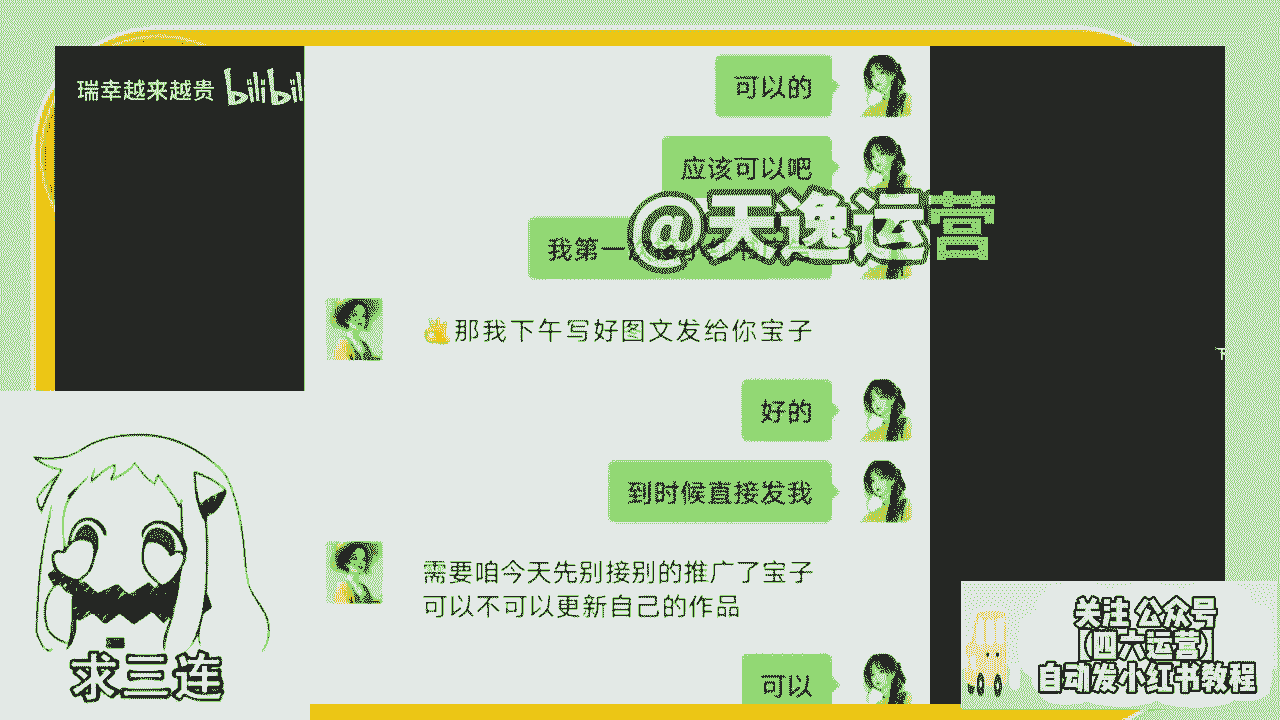 瑞幸越来越贵 bilibil
可以的
应该可以吧
@天逸运营
我第一
那我下午写好图文发给你宝子
好的
到时候直接发我
需要咱今天先别接别的推广了宝子
可以不可以更新自己的作品
可以
求三连
关注 公众号
(四六运营)
自动发小红书教程